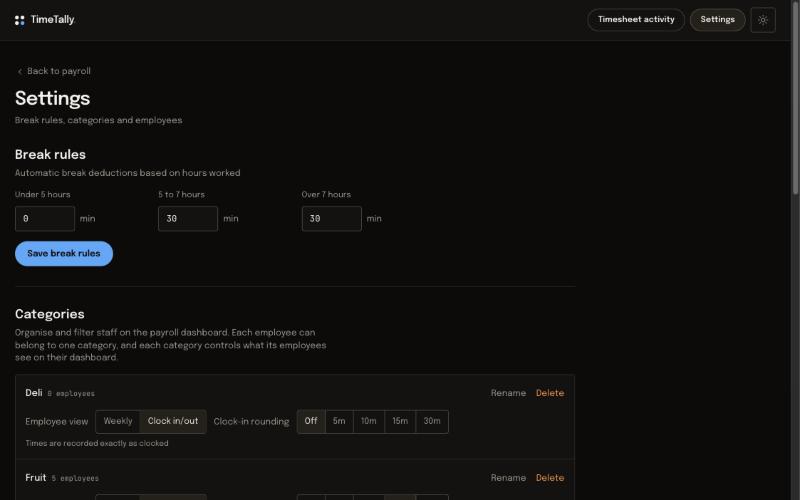 TimeTally
Timesheet activity
Settings
Back to payroll
Settings
Break rules, categories and employees
Break rules
Automatic break deductions based on hours worked
Under 5 hours
5 to 7 hours
Over 7 hours
0 min
30 min
30 min
Save break rules
Categories
Organise and filter staff on the payroll dashboard. Each employee can
belong to one category, and each category controls what its employees
see on their dashboard.
Deli 0 employees
Rename Delete
Employee view Weekly Clock in/out Clock-in rounding Off 5m 10m 15m 30m
Times are recorded exactly as clocked
Fruit 5 employees
Rename Delete